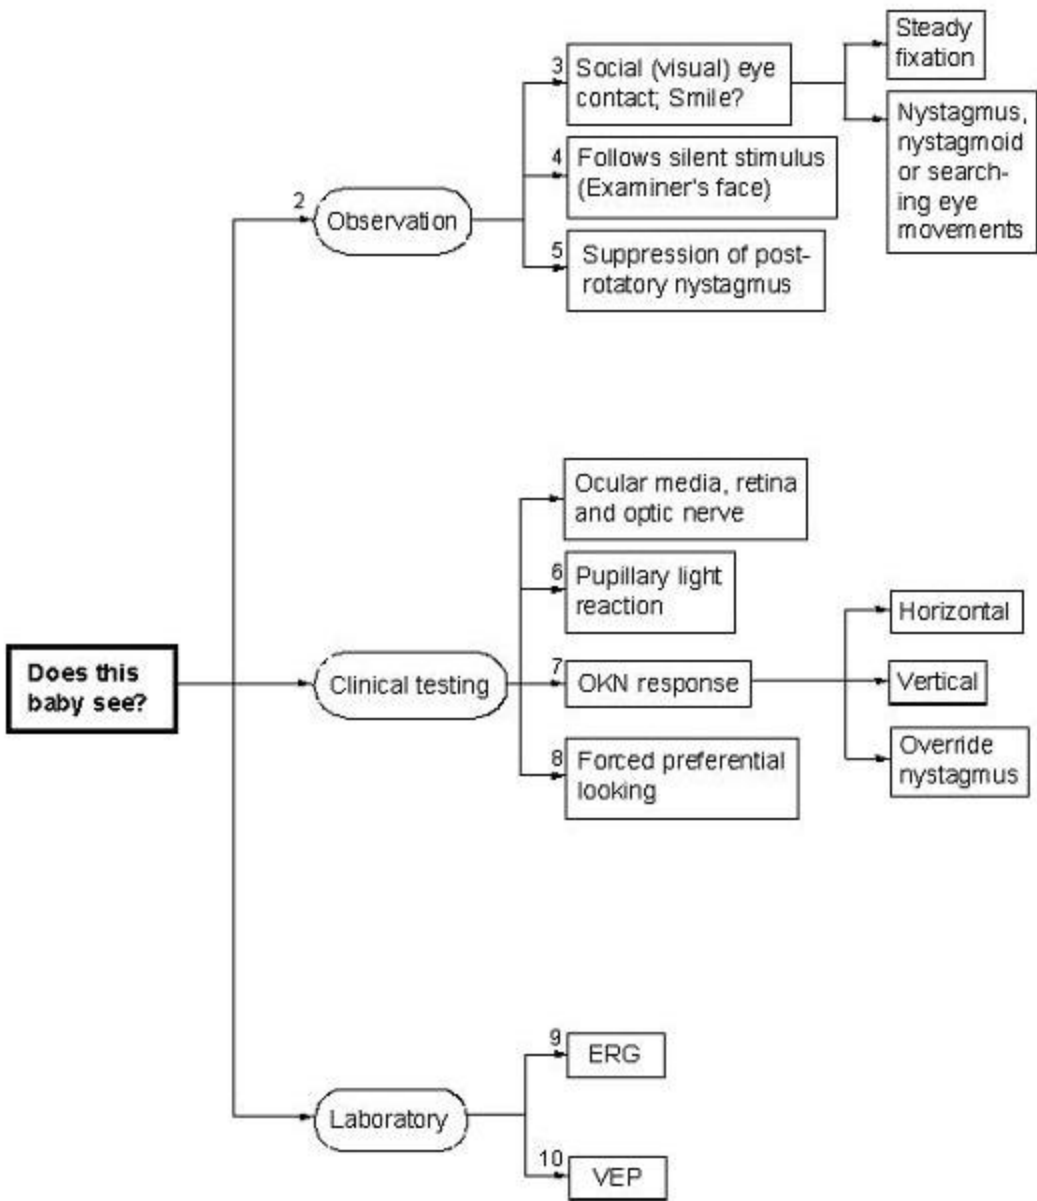 Does this
baby see?
2
Observation
3
Social (visual) eye
contact; Smile?
Steady
fixation
Nystagmus,
nystagmoid
or search-
ing eye
movements
4
Follows silent stimulus
(Examiner's face)
5
Suppression of post-
rotatory nystagmus
Clinical testing
Ocular media, retina
and optic nerve
6
Pupillary light
reaction
7
OKN response
Horizontal
Vertical
Override
nystagmus
8
Forced preferential
looking
Laboratory
9
ERG
10
VEP